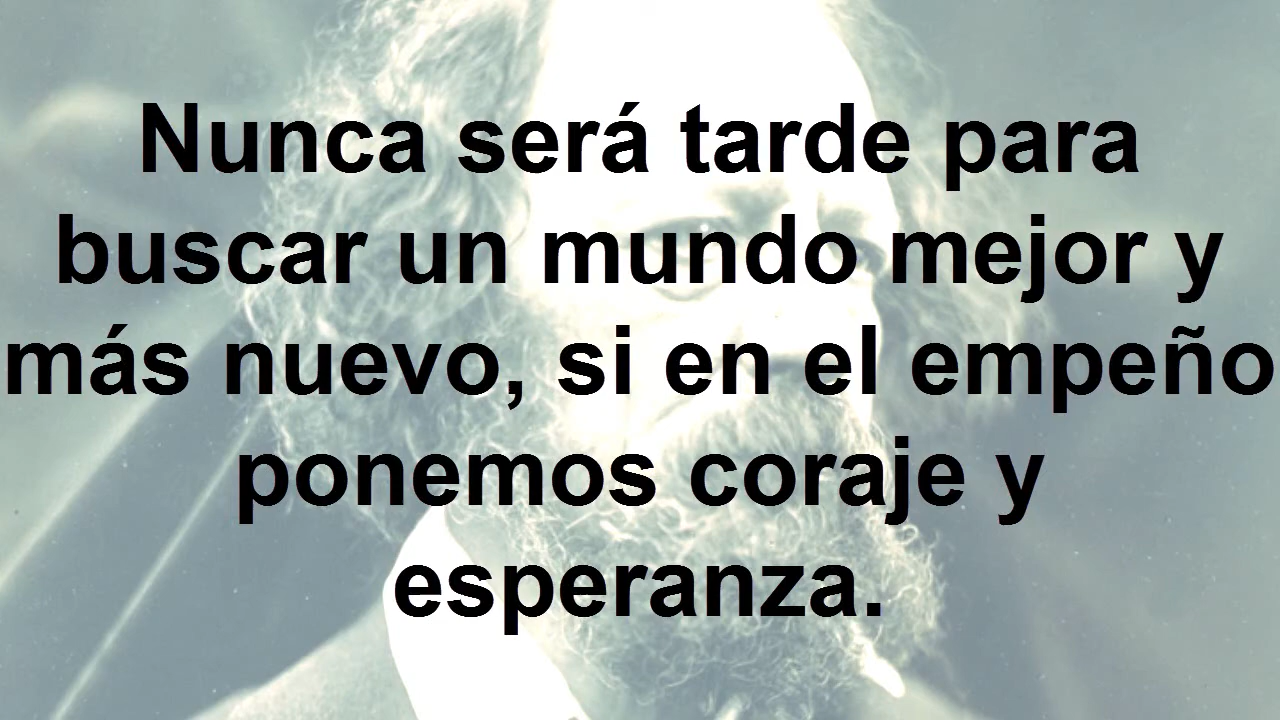 Nunca será tarde para
buscar un mundo mejor y
más nuevo, si en el empeño
ponemos coraje y
esperanza.